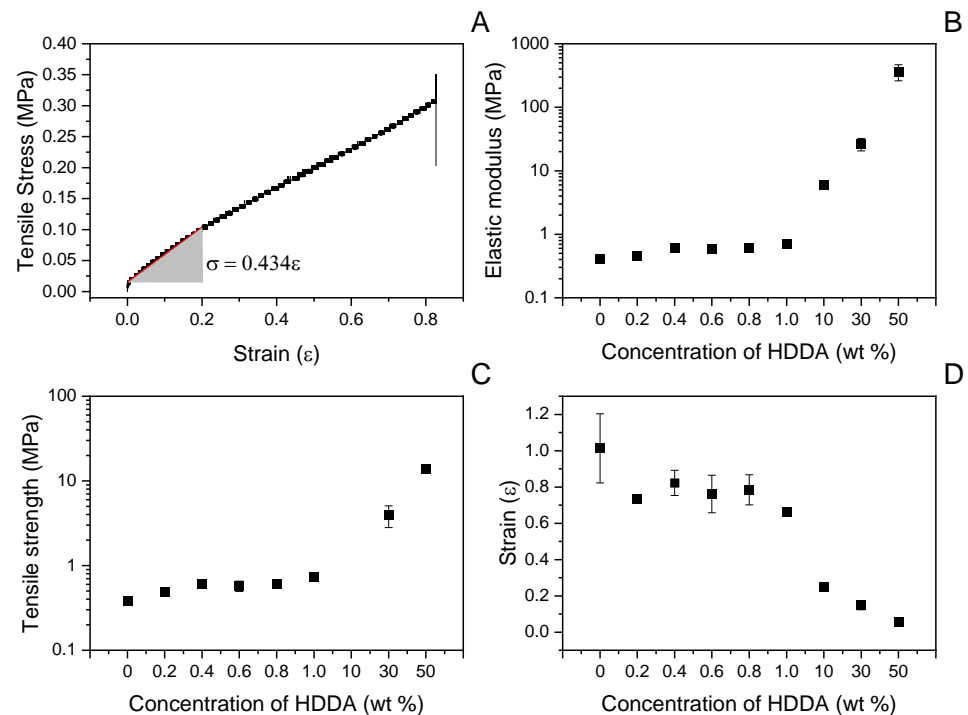 A
Tensile Stress (MPa)
0.40
0.35
0.30
0.25
0.20
0.15
0.10
0.05
0.00
σ = 0.434ε
0.0 0.2 0.4 0.6 0.8
Strain (ε)
B
Elastic modulus (MPa)
1000
100
10
1
0.1
0 0.2 0.4 0.6 0.8 1.0 10 30 50
Concentration of HDDA (wt %)
C
Tensile strength (MPa)
100
10
1
0.1
0 0.2 0.4 0.6 0.8 1.0 10 30 50
Concentration of HDDA (wt %)
D
Strain (ε)
1.2
1.0
0.8
0.6
0.4
0.2
0.0
0 0.2 0.4 0.6 0.8 1.0 10 30 50
Concentration of HDDA (wt %)